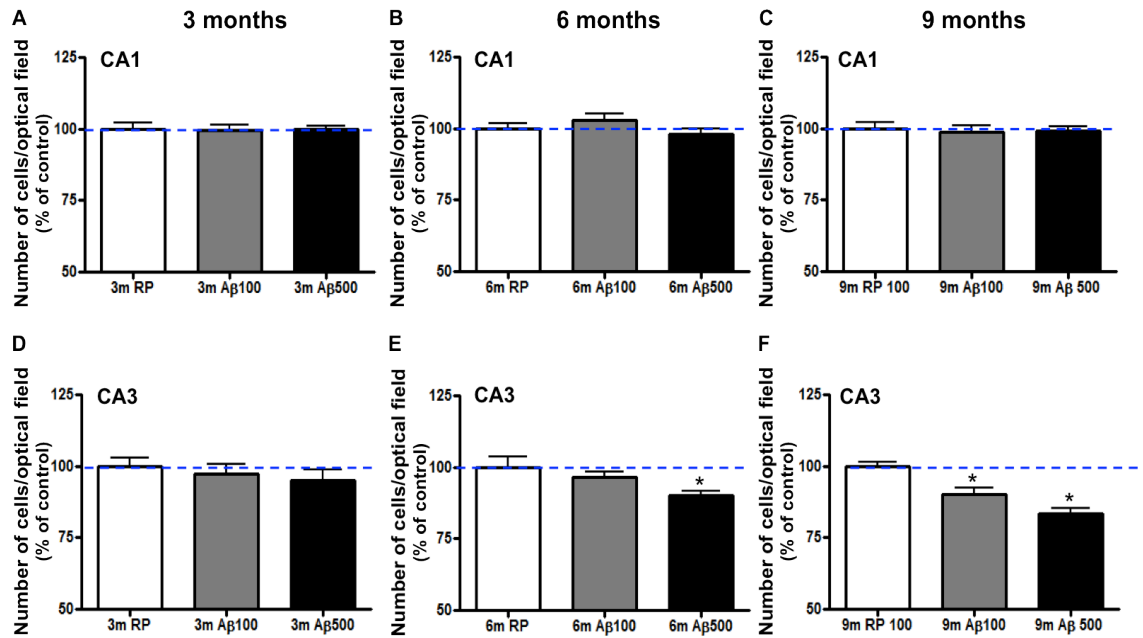 A
3 months
B
6 months
C
9 months
Number of cells/optical field
(% of control)
125
100
75
50
CA1
3m RP
3m Aβ100
3m Aβ500
Number of cells/optical field
(% of control)
125
100
75
50
CA1
6m RP
6m Aβ100
6m Aβ500
Number of cells/optical field
(% of control)
125
100
75
50
CA1
9m RP 100
9m Aβ100
9m Aβ 500
D
E
F
Number of cells/optical field
(% of control)
125
100
75
50
CA3
3m RP
3m Aβ100
3m Aβ500
Number of cells/optical field
(% of control)
125
100
75
50
CA3
*
6m RP
6m Aβ100
6m Aβ500
Number of cells/optical field
(% of control)
125
100
75
50
CA3
*
*
9m RP 100
9m Aβ100
9m Aβ 500